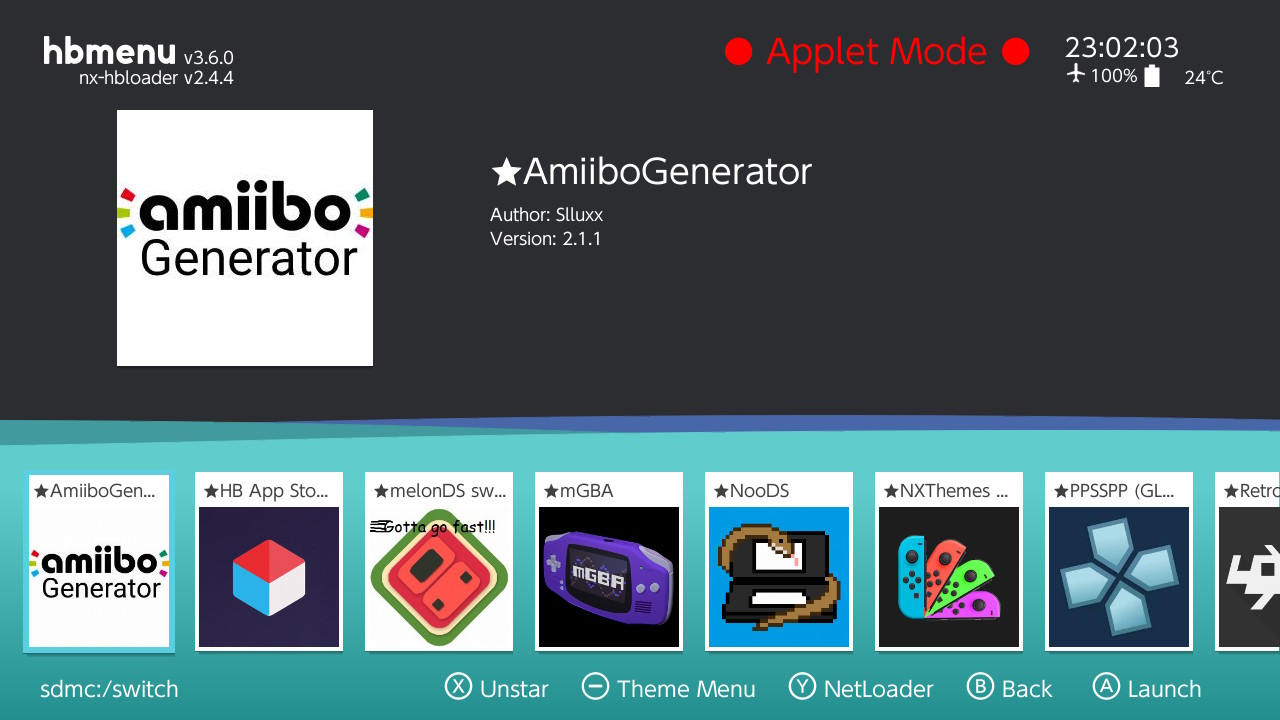 hbmenu v3.6.0
nx-hbloader v2.4.4
Applet Mode
23:02:03
100% 24°C
amiibo
Generator
★AmiiboGenerator
Author: Slluxx
Version: 2.1.1
★AmiiboGen...
★HB App Sto...
★melonDS sw...
★mGBA
★NooDS
★NXThemes ...
★PPSSPP (GL...
★Retro
amiibo
Generator
Gotta go fast!!!
mGBA
sdmc:/switch
Ⓧ Unstar
⊖ Theme Menu
Ⓨ NetLoader
Ⓑ Back
Ⓐ Launch